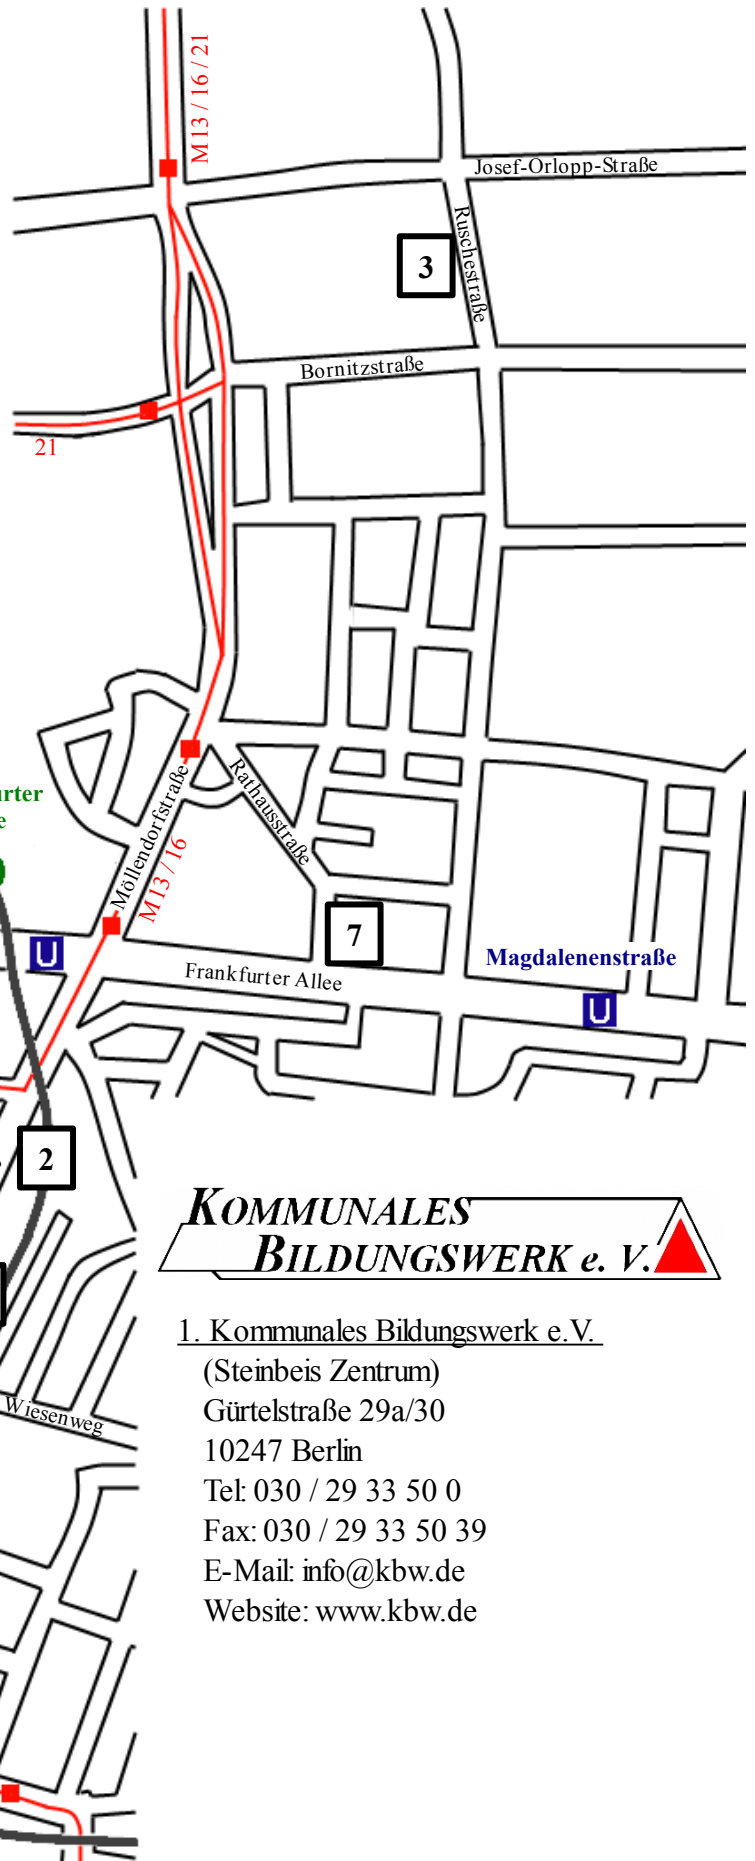 M13 / 16 / 21
Josef-Orlopp-Straße
Ruschestraße
3
Bornitzstraße
21
Rathausstraße
Möllendorfstraße
M13 / 16
7
U
Magdalenenstraße
Frankfurter Allee
U
2
KOMMUNALES
BILDUNGSWERK e. V.
1. Kommunales Bildungswerk e.V.
(Steinbeis Zentrum)
Gürtelstraße 29a/30
10247 Berlin
Tel: 030 / 29 33 50 0
Fax: 030 / 29 33 50 39
E-Mail: info@kbw.de
Website: www.kbw.de
Wiesenweg